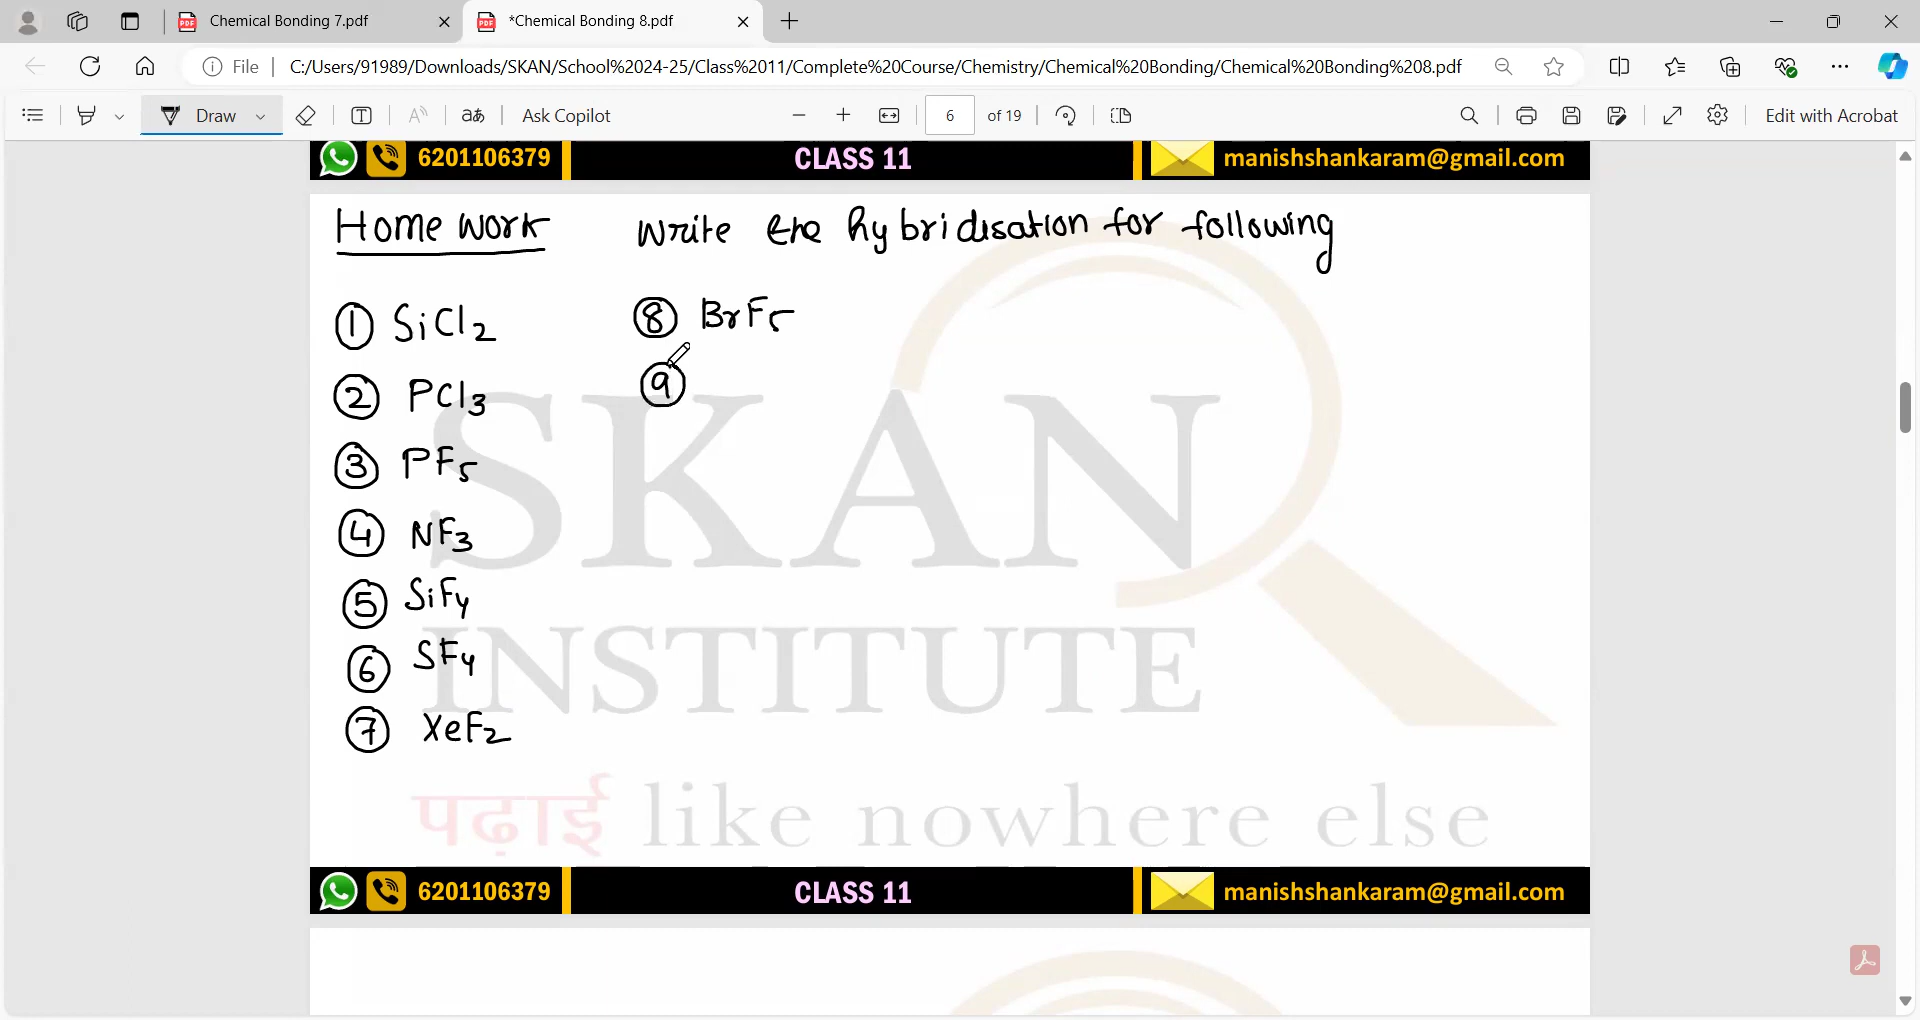 Chemical Bonding 7.pdf
*Chemical Bonding 8.pdf
File
C:/Users/91989/Downloads/SKAN/School%2024-25/Class%2011/Complete%20Course/Chemistry/Chemical%20Bonding/Chemical%20Bonding%208.pdf
Draw
Ask Copilot
6 of 19
Edit with Acrobat
6201106379 CLASS 11 manishshankaram@gmail.com
Home work Write the hybridisation for following
① SiCl2
② PCl3
③ PF5
④ NF3
⑤ SiF4
⑥ SF4
⑦ XeF2
⑧ BrF5
⑨
SKAN
INSTITUTE
पढ़ाई like nowhere else
6201106379 CLASS 11 manishshankaram@gmail.com